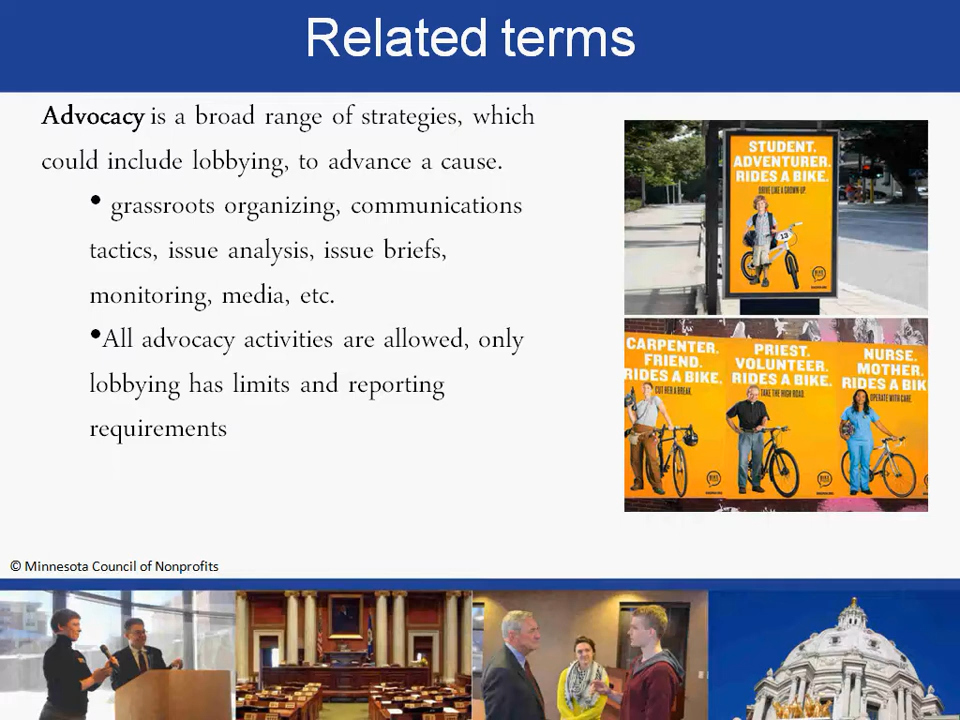 Related terms
Advocacy is a broad range of strategies, which
could include lobbying, to advance a cause.
• grassroots organizing, communications
tactics, issue analysis, issue briefs,
monitoring, media, etc.
•All advocacy activities are allowed, only
lobbying has limits and reporting
requirements
STUDENT.
ADVENTURER.
RIDES A BIKE.
DRIVE LIKE A GROWN-UP.
13
CARPENTER.
FRIEND.
RIDES A BIKE.
CUT HER A BREAK.
PRIEST.
VOLUNTEER.
RIDES A BIKE.
TAKE THE HIGH ROAD.
NURSE.
MOTHER.
RIDES A BIK
OPERATE WITH CARE.
© Minnesota Council of Nonprofits